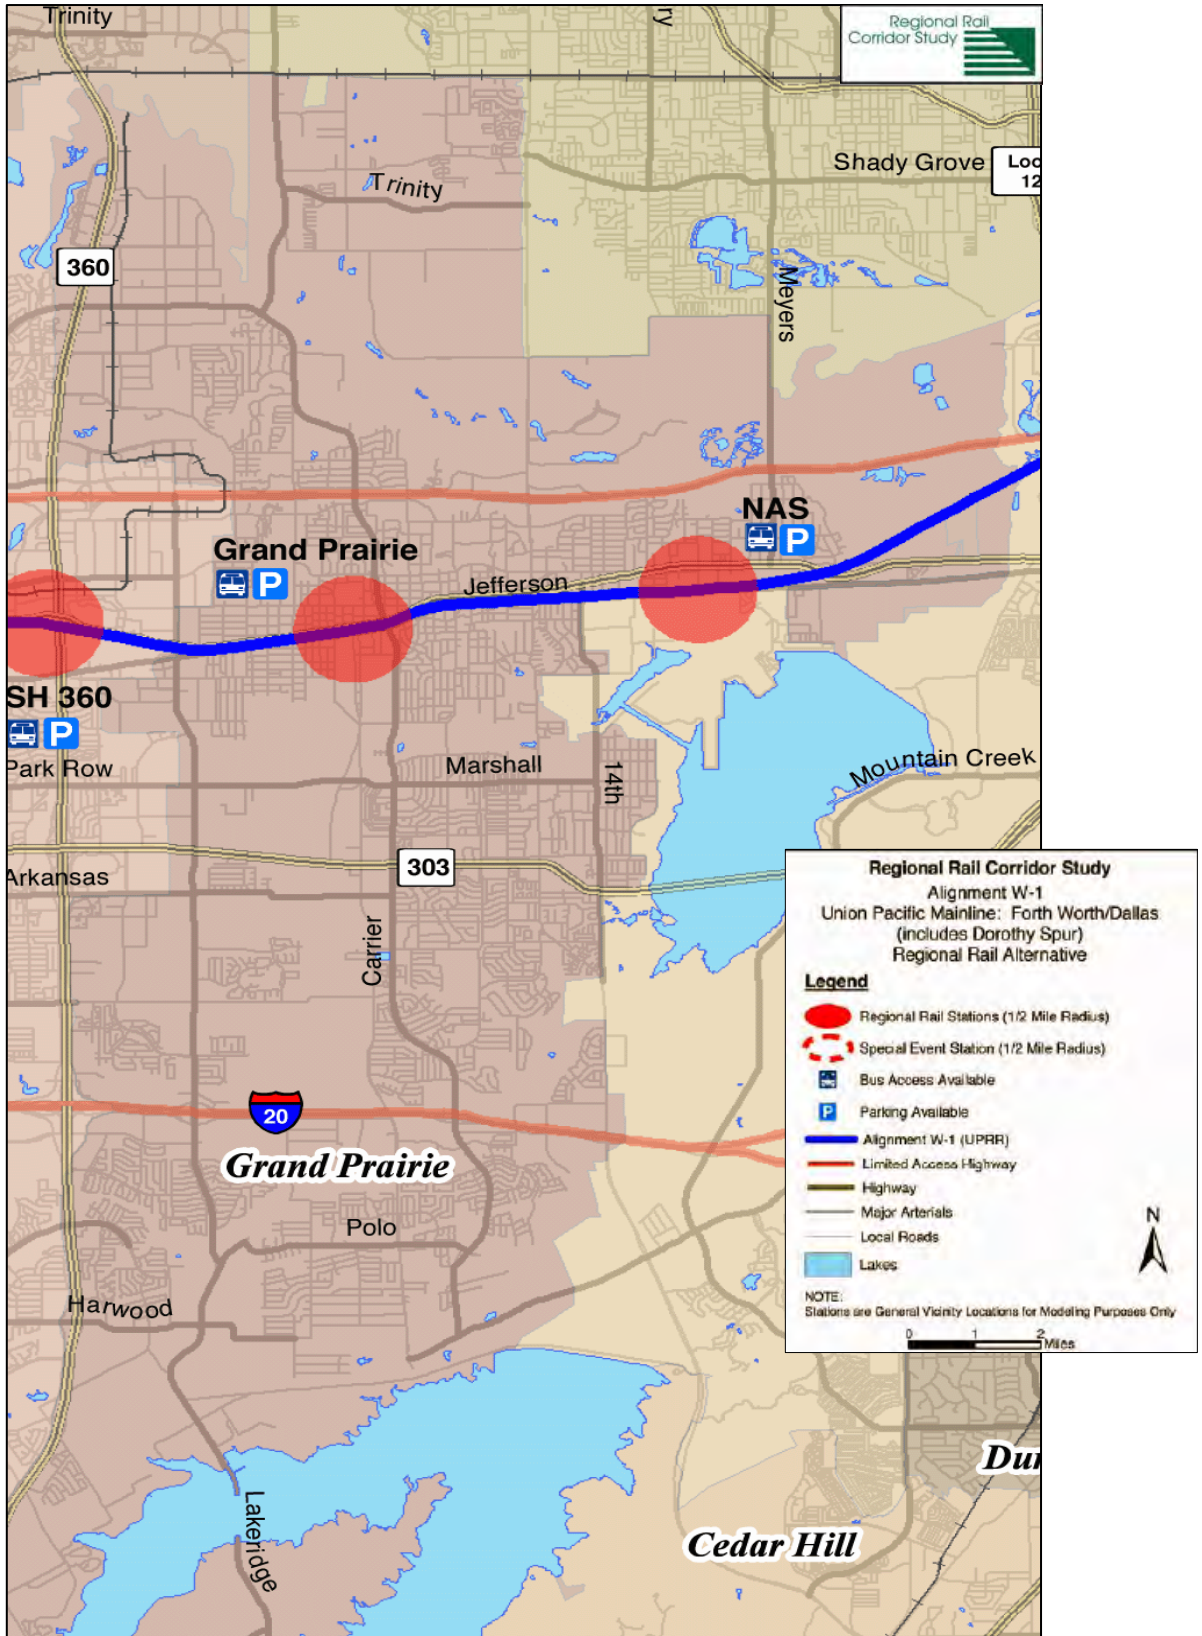 Trinity
ry
Regional Rail
Corridor Study
Shady Grove
Loc
12
Trinity
360
Meyers
NAS
P
Grand Prairie
P
Jefferson
SH 360
P
Park Row
Marshall
14th
Mountain Creek
303
Arkansas
Carrier
20
Grand Prairie
Polo
Harwood
Lakeridge
Cedar Hill
Dun
Regional Rail Corridor Study
Alignment W-1
Union Pacific Mainline: Forth Worth/Dallas
(includes Dorothy Spur)
Regional Rail Alternative
Legend
Regional Rail Stations (1/2 Mile Radius)
Special Event Station (1/2 Mile Radius)
Bus Access Available
P Parking Available
Alignment W-1 (UPRR)
Limited Access Highway
Highway
Major Arterials
Local Roads
Lakes
N
NOTE:
Stations are General Vicinity Locations for Modeling Purposes Only
0 1 2
Miles